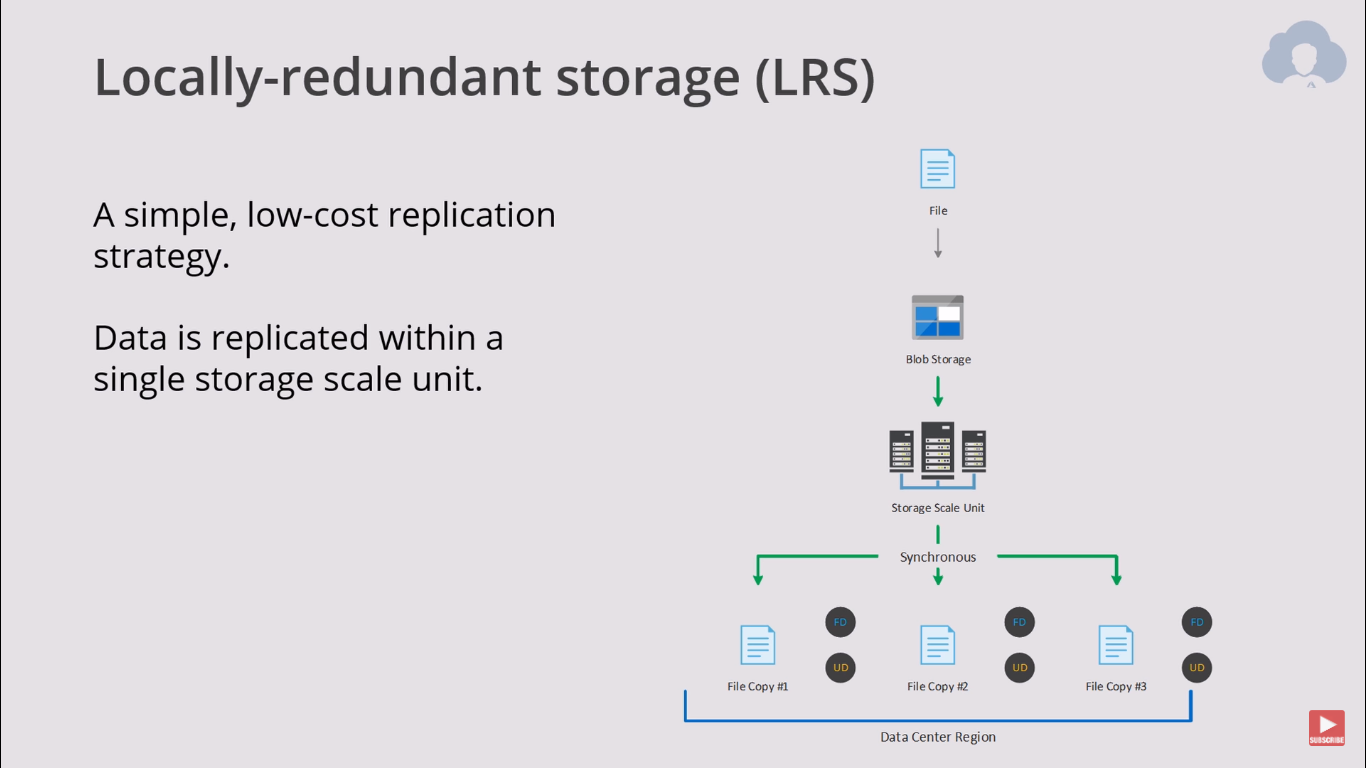 Locally-redundant storage (LRS)
A simple, low-cost replication
strategy.
Data is replicated within a
single storage scale unit.
File
Blob Storage
Storage Scale Unit
Synchronous
FD
FD
FD
UD
UD
UD
File Copy #1
File Copy #2
File Copy #3
Data Center Region
SUBSCRIBE